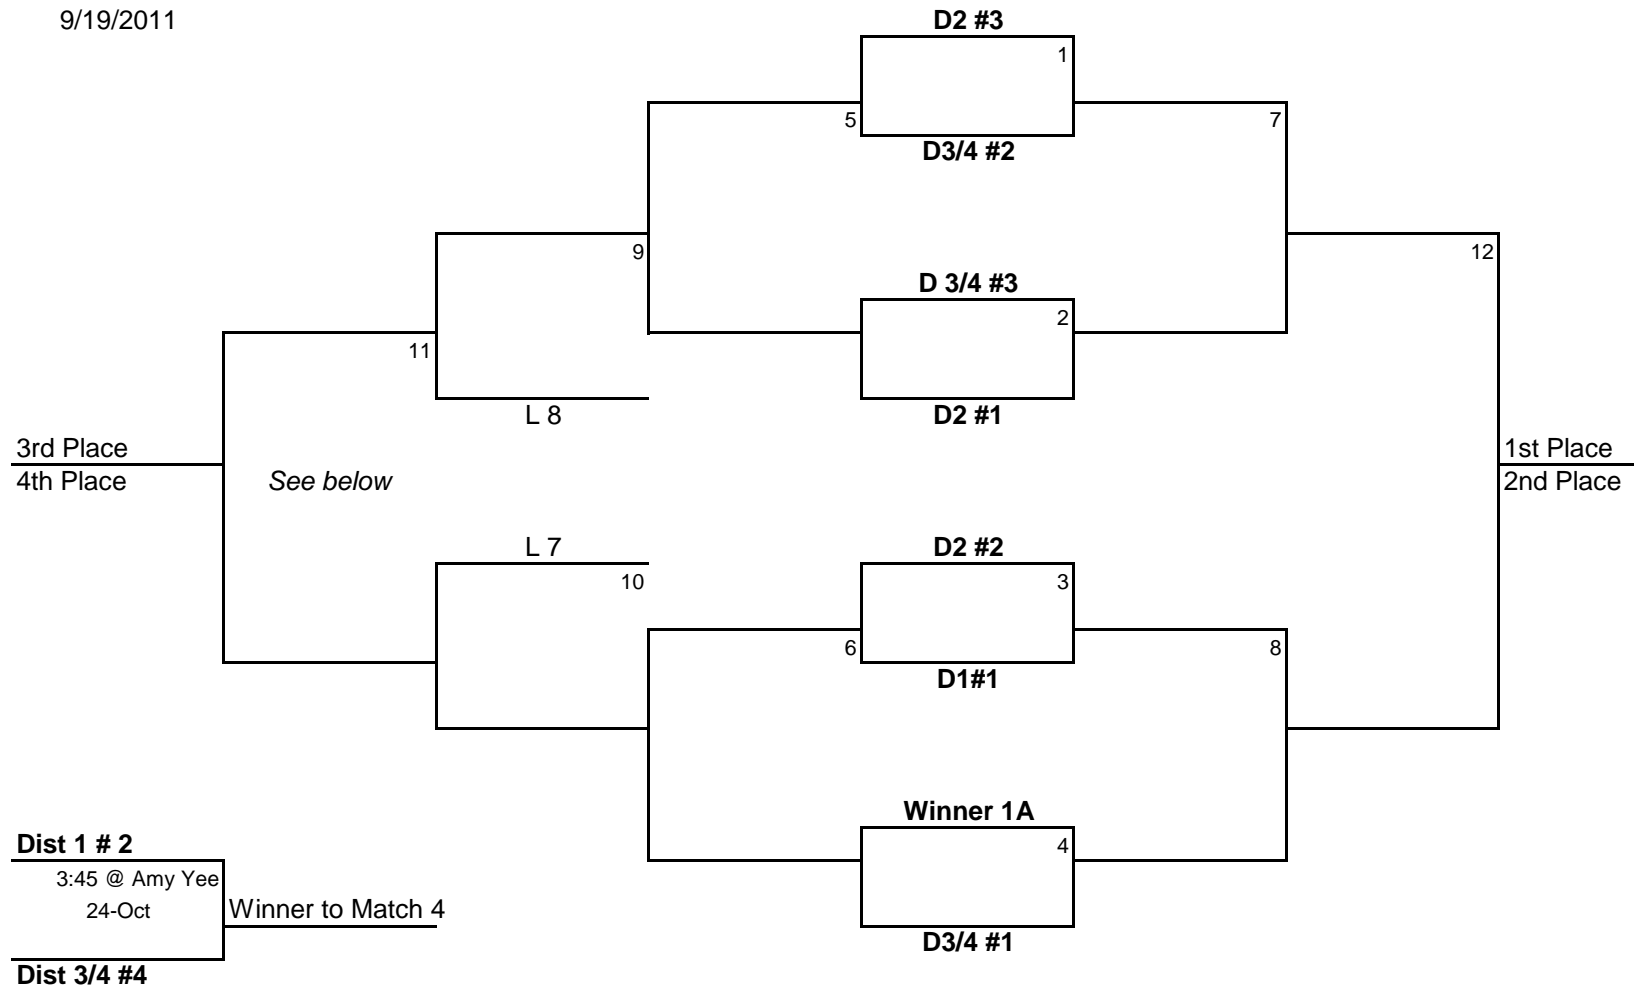 9/19/2011
D2 #3
1
5
7
D3/4 #2
9
12
D 3/4 #3
2
11
L 8
D2 #1
3rd Place
1st Place
4th Place
See below
2nd Place
L 7
D2 #2
10
3
6
8
D1#1
Winner 1A
Dist 1 # 2
4
3:45 @ Amy Yee
24-Oct
Winner to Match 4
D3/4 #1
Dist 3/4 #4